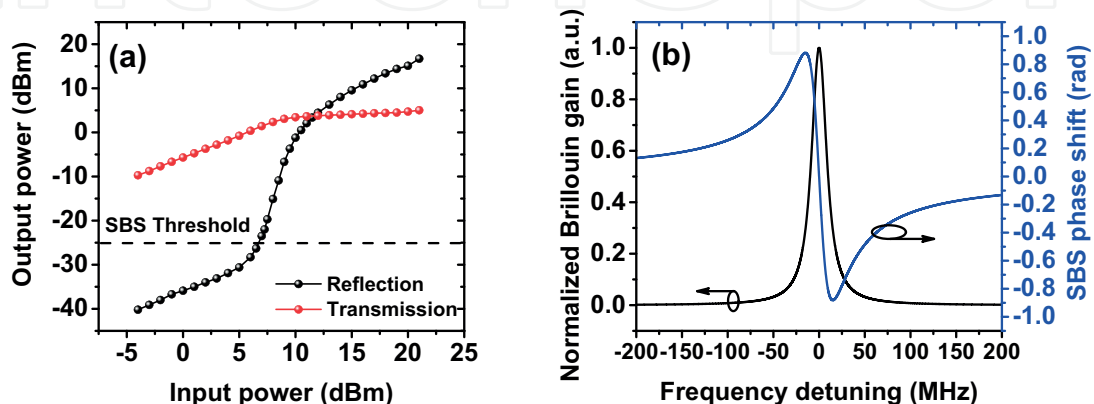 (a)
Output power (dBm)
20
10
0
-10
-20
-30
-40
SBS Threshold
Reflection
Transmission
-5 0 5 10 15 20 25
Input power (dBm)
(b)
Normalized Brillouin gain (a.u.)
1.0
0.8
0.6
0.4
0.2
0.0
-200 -150 -100 -50 0 50 100 150 200
Frequency detuning (MHz)
1.0
0.8
0.6
0.4
0.2
0.0
-0.2
-0.4
-0.6
-0.8
-1.0
SBS phase shift (rad)